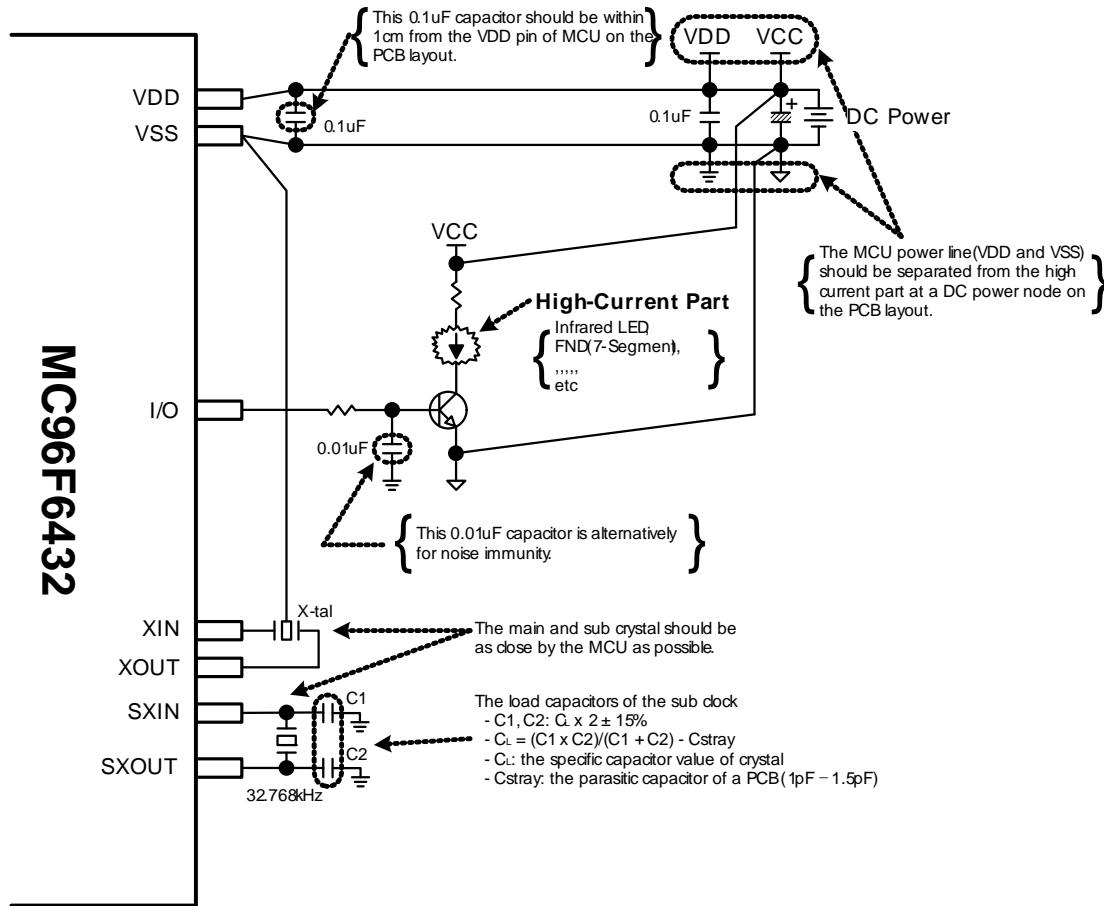 This 0.1uF capacitor should be within
1cm from the VDD pin of MCU on the
PCB layout.
VDD VCC
VDD
VSS
0.1uF
0.1uF
+
DC Power
VCC
The MCU power line(VDD and VSS)
should be separated from the high
current part at a DC power node on
the PCB layout.
High-Current Part
Infrared LED,
FND(7-Segment),
,,,,,
etc
MC96F6432
I/O
0.01uF
This 0.01uF capacitor is alternatively
for noise immunity.
X-tal
XIN
XOUT
The main and sub crystal should be
as close by the MCU as possible.
SXIN
C1
SXOUT
C2
32.768kHz
The load capacitors of the sub clock
- C1, C2: CL x 2 ± 15%
- CL = (C1 x C2)/(C1 + C2) - Cstray
- CL: the specific capacitor value of crystal
- Cstray: the parasitic capacitor of a PCB(1pF – 1.5pF)